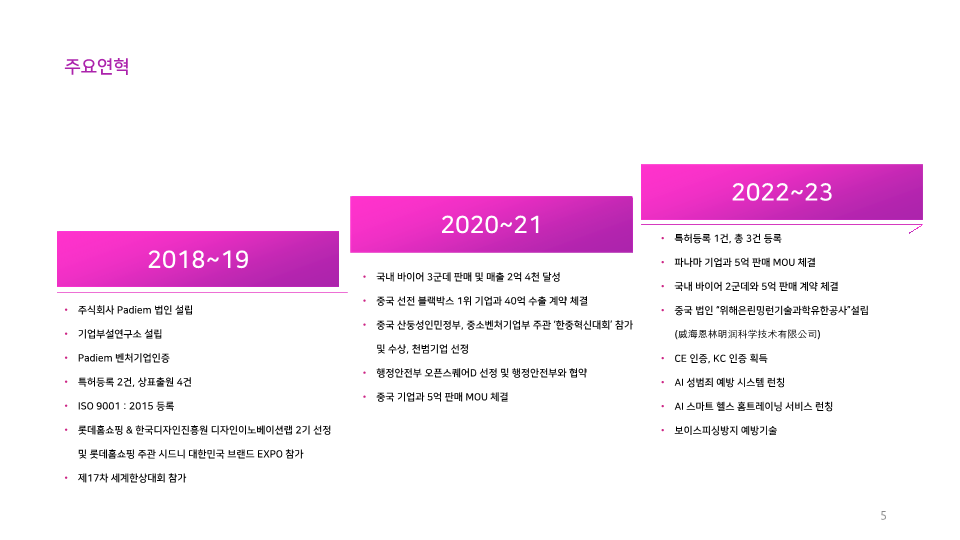 주요연혁
2018~19
• 주식회사 Padiem 법인 설립
• 기업부설연구소 설립
• Padiem 벤처기업인증
• 특허등록 2건, 상표출원 4건
• ISO 9001 : 2015 등록
• 롯데홈쇼핑 & 한국디자인진흥원 디자인이노베이션랩 2기 선정
및 롯데홈쇼핑 주관 시드니 대한민국 브랜드 EXPO 참가
• 제17차 세계한상대회 참가
2020~21
• 국내 바이어 3군데 판매 및 매출 2억 4천 달성
• 중국 선전 블랙박스 1위 기업과 40억 수출 계약 체결
• 중국 산둥성인민정부, 중소벤처기업부 주관 '한중혁신대회' 참가
및 수상, 천범기업 선정
• 행정안전부 오픈스퀘어D 선정 및 행정안전부와 협약
• 중국 기업과 5억 판매 MOU 체결
2022~23
• 특허등록 1건, 총 3건 등록
• 파나마 기업과 5억 판매 MOU 체결
• 국내 바이어 2군데와 5억 판매 계약 체결
• 중국 법인 “위해은린밍런기술과학유한공사”설립
(威海恩林明润科学技术有限公司)
• CE 인증, KC 인증 획득
• AI 성범죄 예방 시스템 런칭
• AI 스마트 헬스 홈트레이닝 서비스 런칭
• 보이스피싱방지 예방기술
5